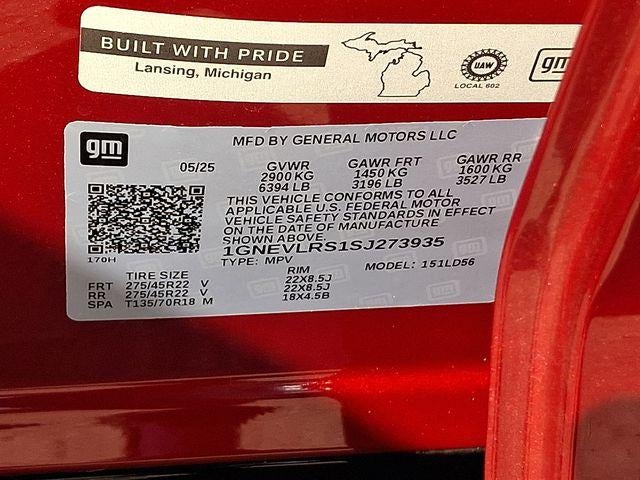 BUILT WITH PRIDE
Lansing, Michigan
UAW
LOCAL 602
gm
gm
MFD BY GENERAL MOTORS LLC
05/25 GVWR GAWR FRT GAWR RR
2900 KG 1450 KG 1600 KG
6394 LB 3196 LB 3527 LB
THIS VEHICLE CONFORMS TO ALL
APPLICABLE U.S. FEDERAL MOTOR
VEHICLE SAFETY STANDARDS IN EFFECT
ON THE DATE OF MANUFACTURE
SHOWN ABOVE
1GNEVLRS1SJ273935
170H
TYPE: MPV MODEL: 151LD56
TIRE SIZE RIM
FRT 275/45R22 V 22X8.5J
RR 275/45R22 V 22X8.5J
SPA T135/70R18 M 18X4.5B